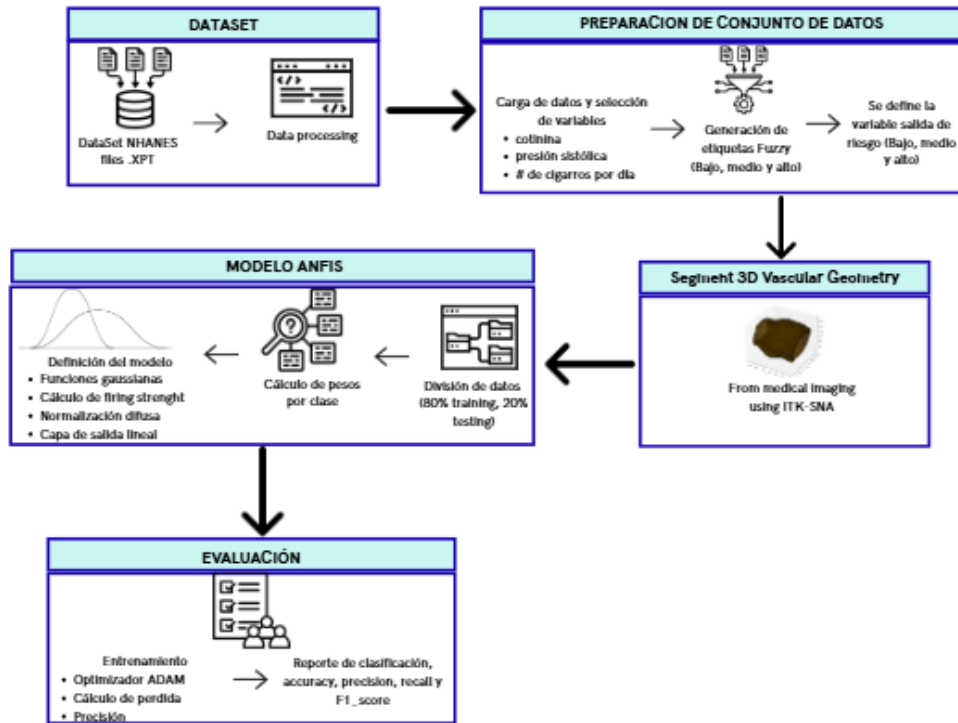 DATASET
DataSet NHANES
files .XPT
Data processing
PREPARACION DE CONJUNTO DE DATOS
Carga de datos y selección
de variables
• cotinina
• presión sistólica
• # de cigarros por día
Generación de
etiquetas Fuzzy
(Bajo, medio y alto)
Se define la
variable salida de
riesgo (Bajo, medio
y alto)
Segment 3D Vascular Geometry
From medical imaging
using ITK-SNA
MODELO ANFIS
División de datos
(80% training, 20%
testing)
Cálculo de pesos
por clase
Definición del modelo
• Funciones gaussianas
• Cálculo de firing strenght
• Normalización difusa
• Capa de salida lineal
EVALUACIÓN
Entrenamiento
• Optimizador ADAM
• Cálculo de perdida
• Precisión
Reporte de clasificación,
accuracy, precision, recall y
F1_score